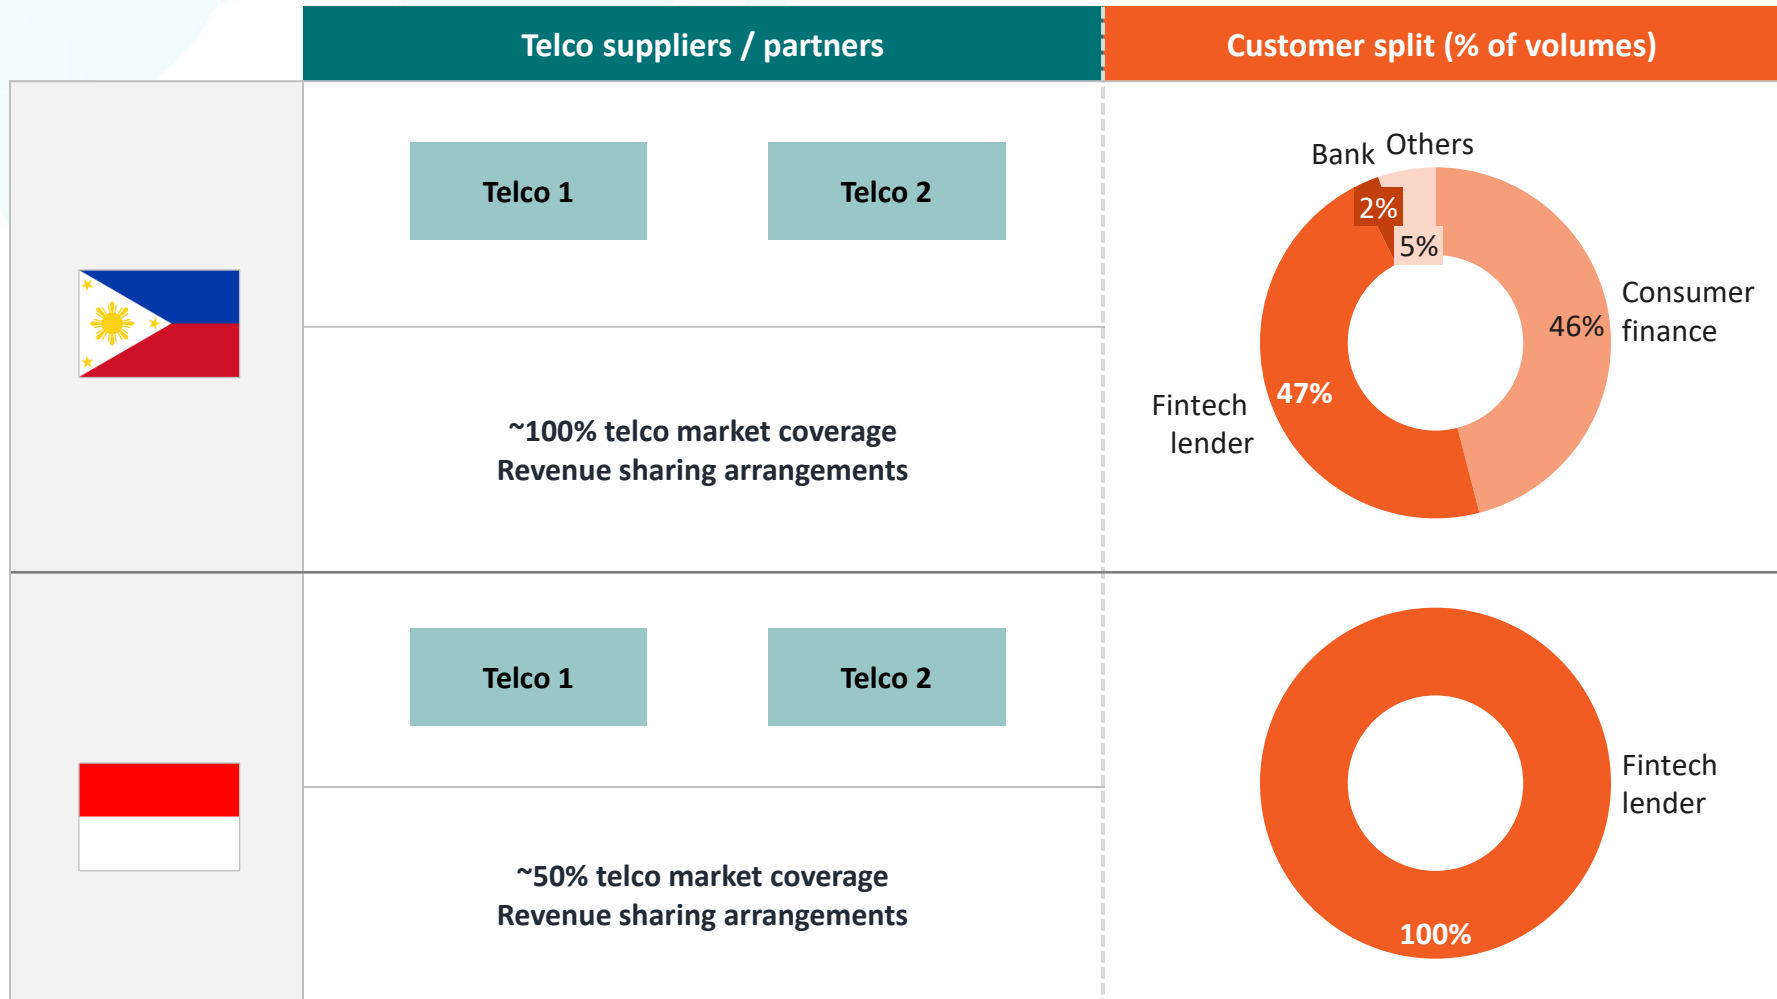 Telco suppliers / partners
Customer split (% of volumes)
Telco 1
Telco 2
~100% telco market coverage
Revenue sharing arrangements
Bank
Others
2%
5%
Consumer
finance
46%
47%
Fintech
lender
Telco 1
Telco 2
~50% telco market coverage
Revenue sharing arrangements
Fintech
lender
100%